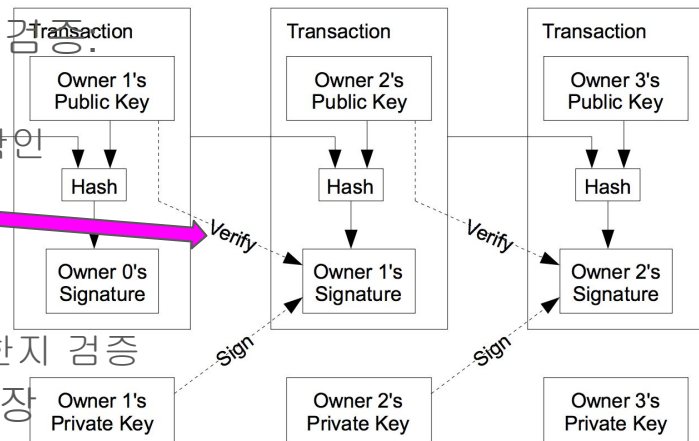 검증:
Transaction
Transaction
Transaction
Owner 1's
Public Key
Owner 2's
Public Key
Owner 3's
Public Key
Hash
Hash
Hash
Verify
Verify
Owner 0's
Signature
Owner 1's
Signature
Owner 2's
Signature
검증
Sign
Sign
Owner 1's
Private Key
Owner 2's
Private Key
Owner 3's
Private Key